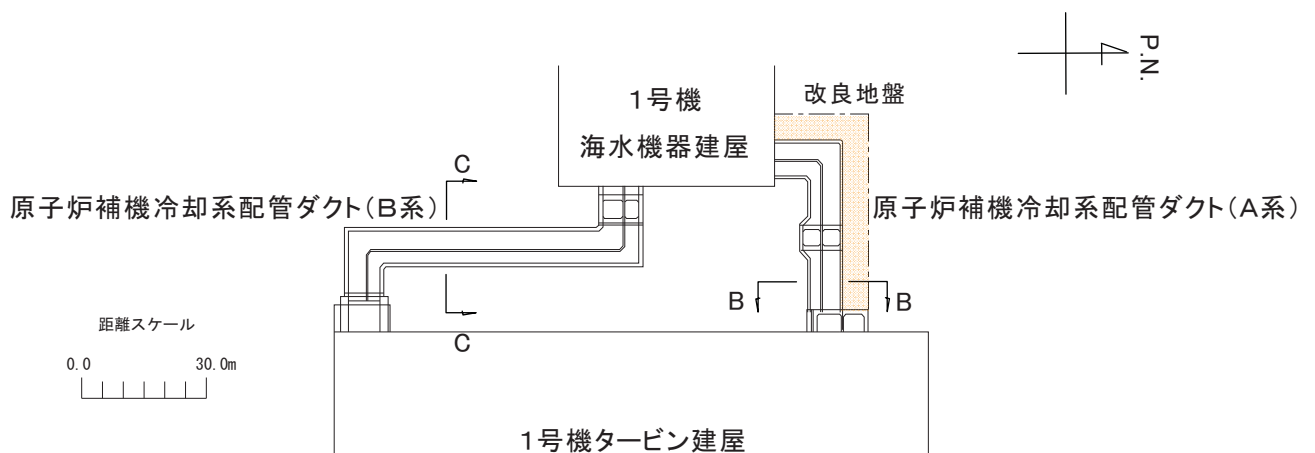 P.N.
1号機
海水機器建屋
改良地盤
C
原子炉補機冷却系配管ダクト(B系)
原子炉補機冷却系配管ダクト(A系)
B
B
距離スケール
C
0.0
30.0m
1号機タービン建屋